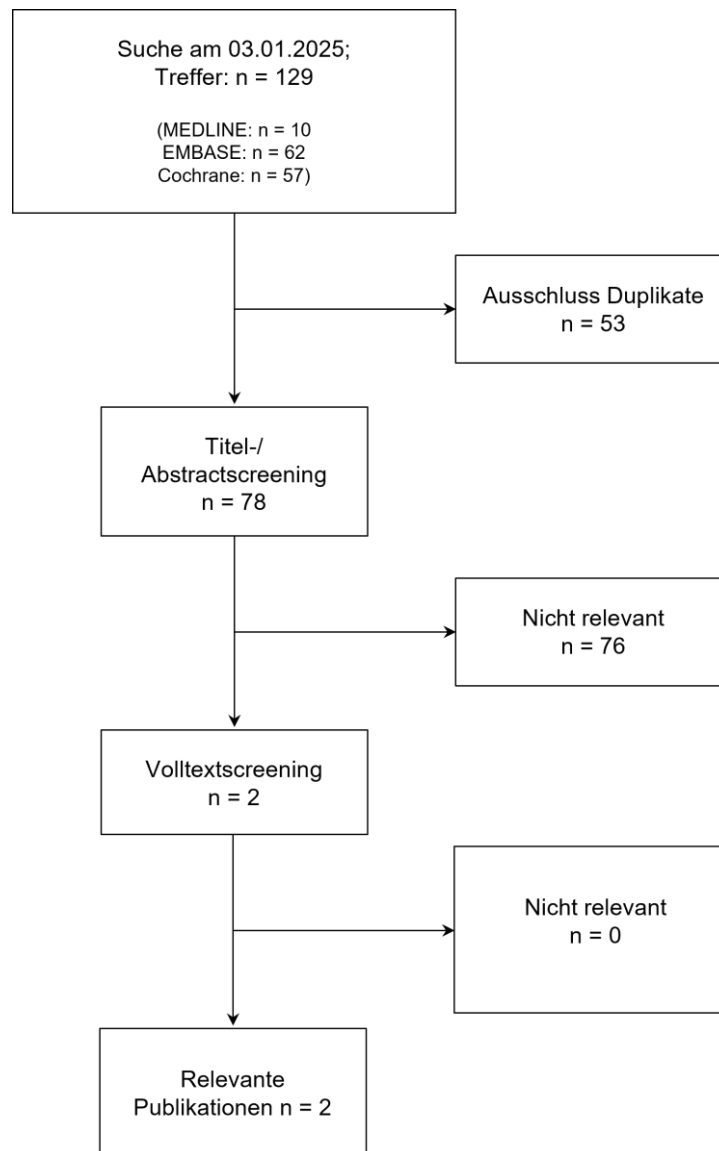 Suche am 03.01.2025;
Treffer: n = 129
(MEDLINE: n = 10
EMBASE: n = 62
Cochrane: n = 57)
Ausschluss Duplikate
n = 53
Titel-/
Abstractscreening
n = 78
Nicht relevant
n = 76
Volltextscreening
n = 2
Nicht relevant
n = 0
Relevante
Publikationen n = 2